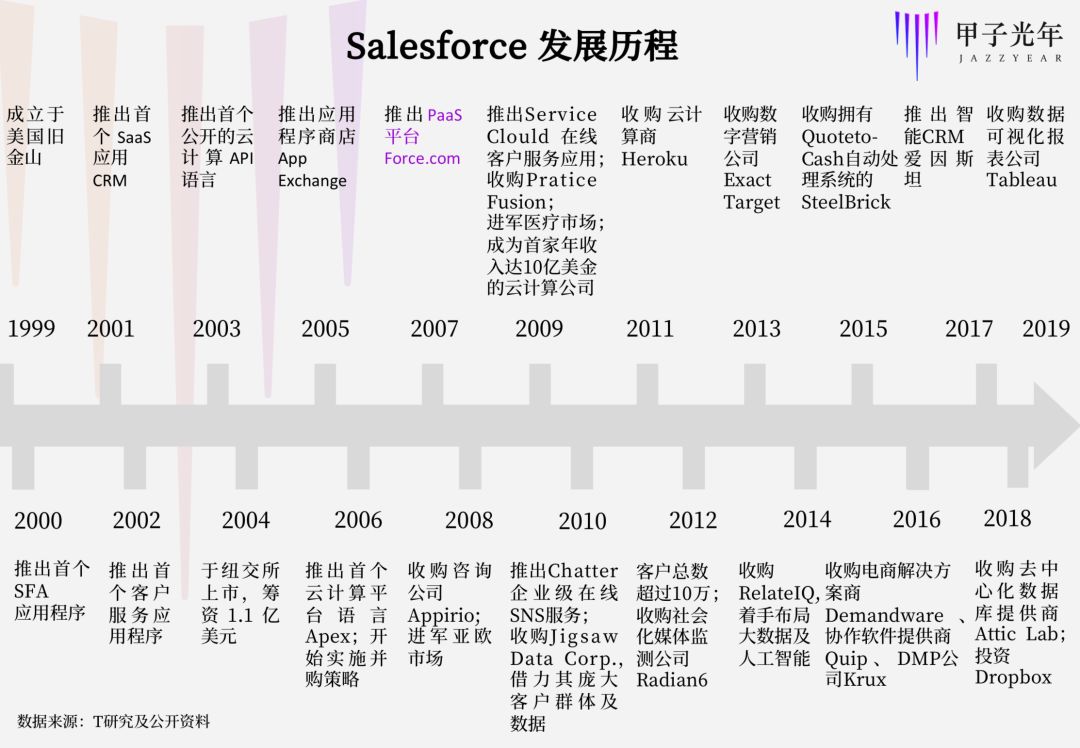 Salesforce 发展历程
甲子光年
JAZZYEAR
成立于
美国旧
金山
推出首
个 SaaS
应用
CRM
推出首个
公开的云
计算 API
语言
推出应用
程序商店
App
Exchange
推出 PaaS
平台
Force.com
推出Service
Clould 在线
客户服务应用；
收购Pratice
Fusion；
进军医疗市场；
成为首家年收
入达10亿美金
的云计算公司
收购云计
算商
Heroku
收购数
字营销
公司
Exact
Target
收购拥有
Quoteto-
Cash自动处
理系统的
SteelBrick
推出智
能CRM
爱因斯
坦
收购数据
可视化报
表公司
Tableau
1999 2001 2003 2005 2007 2009 2011 2013 2015 2017 2019
2000 2002 2004 2006 2008 2010 2012 2014 2016 2018
推出首个
SFA
应用程序
推出首
个客户
服务应
用程序
于纽交所
上市，筹
资 1.1 亿
美元
推出首个
云计算平
台语言
Apex；开
始实施并
购策略
收购咨询
公司
Appirio；
进军亚欧
市场
推出Chatter
企业级在线
SNS服务；
收购Jigsaw
Data Corp.,
借力其庞大
客户群体及
数据
客户总数
超过10万；
收购社会
化媒体监
测公司
Radian6
收购
RelateIQ,
着手布局
大数据及
人工智能
收购电商解决方
案商
Demandware 、
协作软件提供商
Quip 、 DMP公
司Krux
收购去中
心化数据
库提供商
Attic Lab；
投资
Dropbox
数据来源：T研究及公开资料